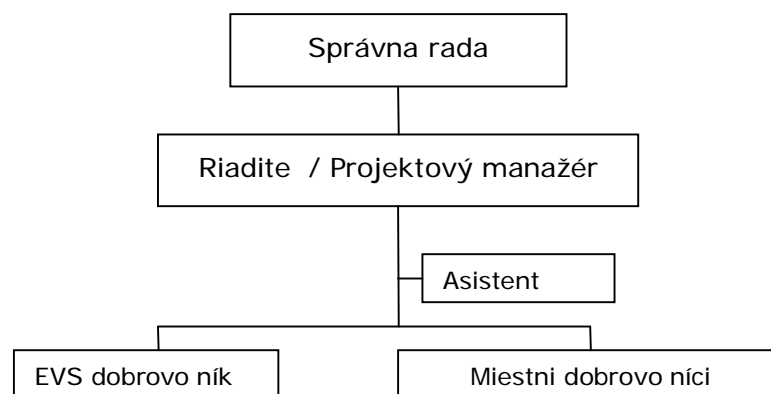 Správna rada
Riadite / Projektový manažér
Asistent
EVS dobrovo ník
Miestni dobrovo níci